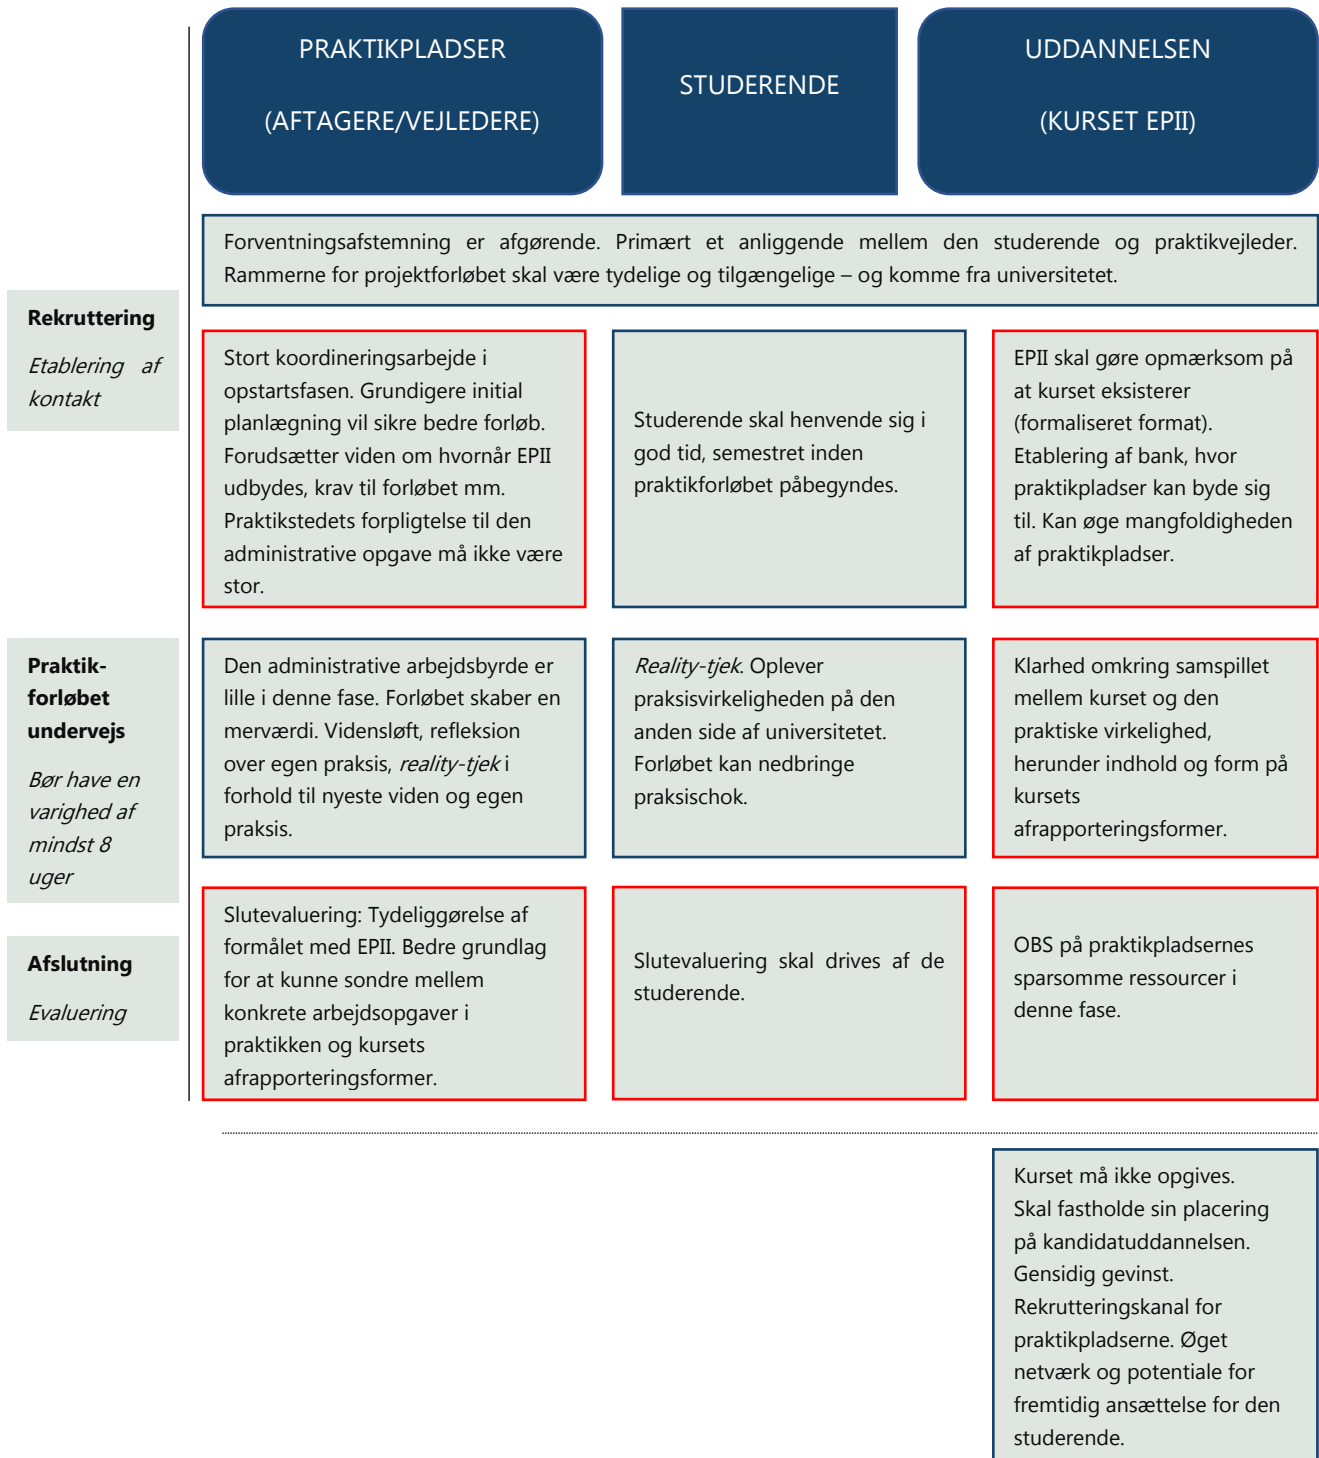 PRAKTIKPLADSER
(AFTAGERE/VEJLEDERE)
STUDERENDE
UDDANNELSEN
(KURSET EPII)
Forventningsafstemning er afgørende. Primært et anliggende mellem den studerende og praktikvejleder.
Rammerne for projektforløbet skal være tydelige og tilgængelige – og komme fra universitetet.
Rekruttering
Etablering af
kontakt
Stort koordineringsarbejde i
opstartsfasen. Grundigere initial
planlægning vil sikre bedre forløb.
Forudsætter viden om hvornår EPII
udbydes, krav til forløbet mm.
Praktikstedets forpligtelse til den
administrative opgave må ikke være
stor.
Studerende skal henvende sig i
god tid, semestret inden
praktikforløbet påbegyndes.
EPII skal gøre opmærksom på
at kurset eksisterer
(formaliseret format).
Etablering af bank, hvor
praktikpladser kan byde sig
til. Kan øge mangfoldigheden
af praktikpladser.
Praktik-
forløbet
undervejs
Bør have en
varighed af
mindst 8
uger
Den administrative arbejdsbyrde er
lille i denne fase. Forløbet skaber en
merværdi. Vidensløft, refleksion
over egen praksis, reality-tjek i
forhold til nyeste viden og egen
praksis.
Reality-tjek. Oplever
praksisvirkeligheden på den
anden side af universitetet.
Forløbet kan nedbringe
praksischok.
Klarhed omkring samspillet
mellem kurset og den
praktiske virkelighed,
herunder indhold og form på
kursets
afrapporteringsformer.
Afslutning
Evaluering
Slutevaluering: Tydeliggørelse af
formålet med EPII. Bedre grundlag
for at kunne sondre mellem
konkrete arbejdsopgaver i
praktikken og kursets
afrapporteringsformer.
Slutevaluering skal drives af de
studerende.
OBS på praktikpladsernes
sparsomme ressourcer i
denne fase.
Kurset må ikke opgives.
Skal fastholde sin placering
på kandidatuddannelsen.
Gensidig gevinst.
Rekrutteringskanal for
praktikpladserne. Øget
netværk og potentiale for
fremtidig ansættelse for den
studerende.